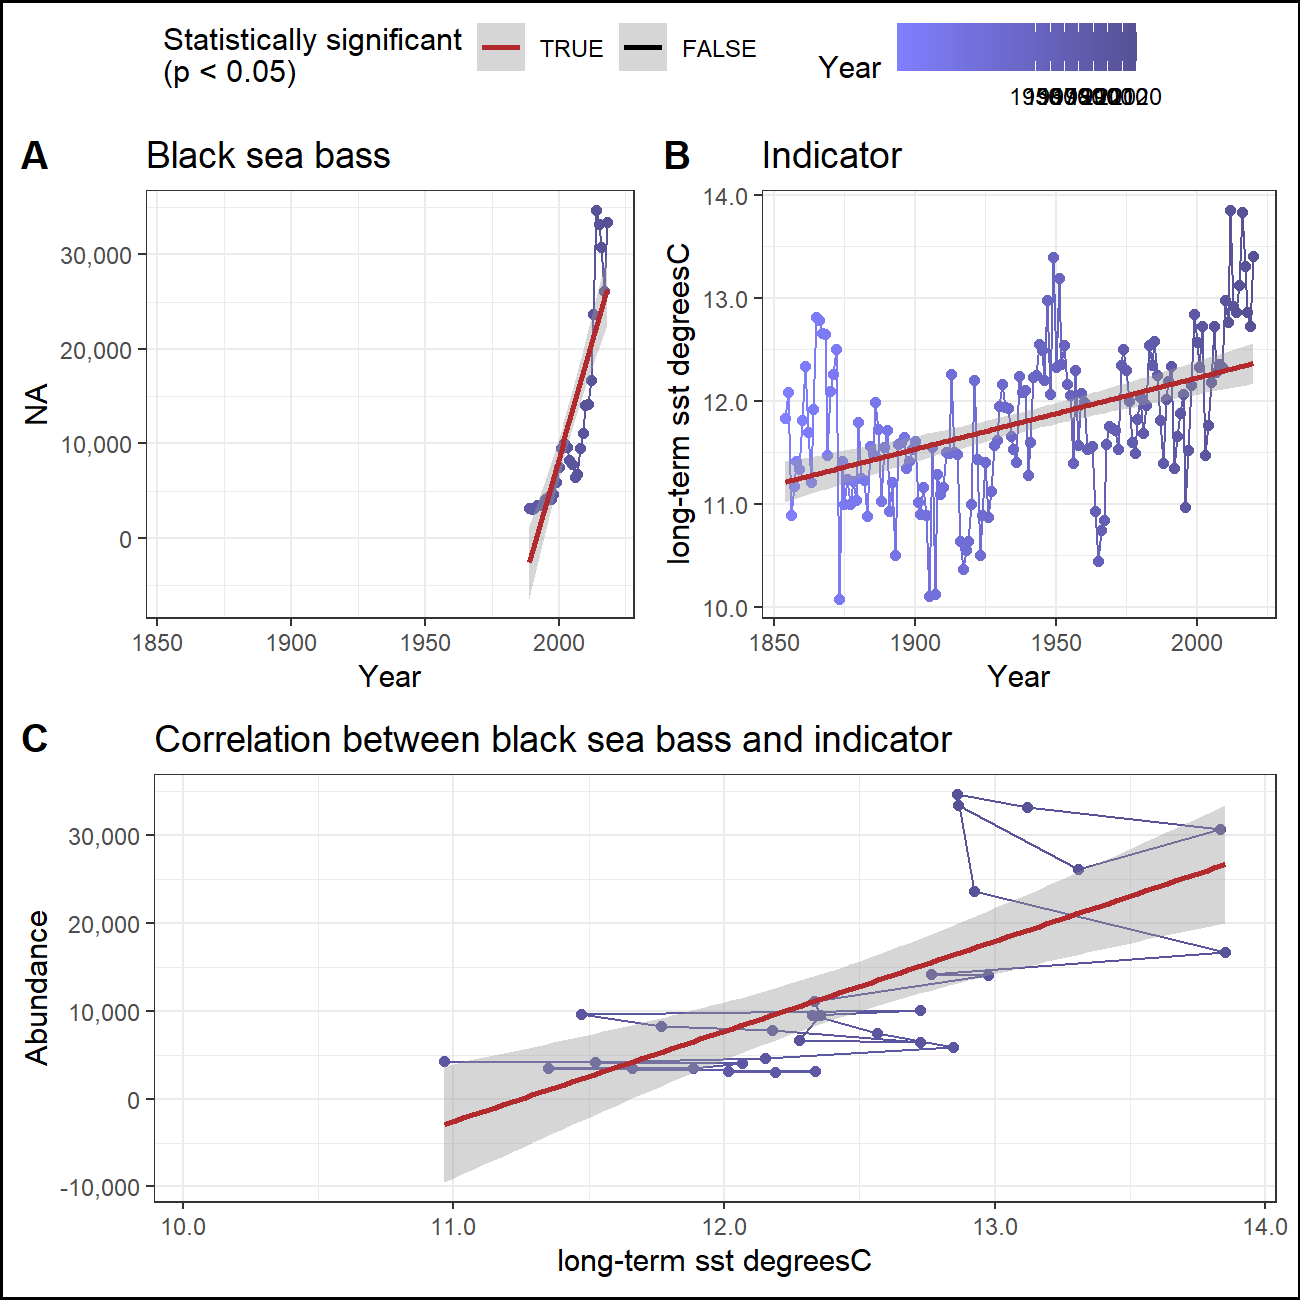 Statistically significant
(p < 0.05)
TRUE
FALSE
Year
A
Black sea bass
NA
30,000
20,000
10,000
0
1850
1900
1950
2000
Year
B
Indicator
long-term sst degreesC
14.0
13.0
12.0
11.0
10.0
1850
1900
1950
2000
Year
C
Correlation between black sea bass and indicator
Abundance
30,000
20,000
10,000
0
-10,000
10.0
11.0
12.0
13.0
14.0
long-term sst degreesC